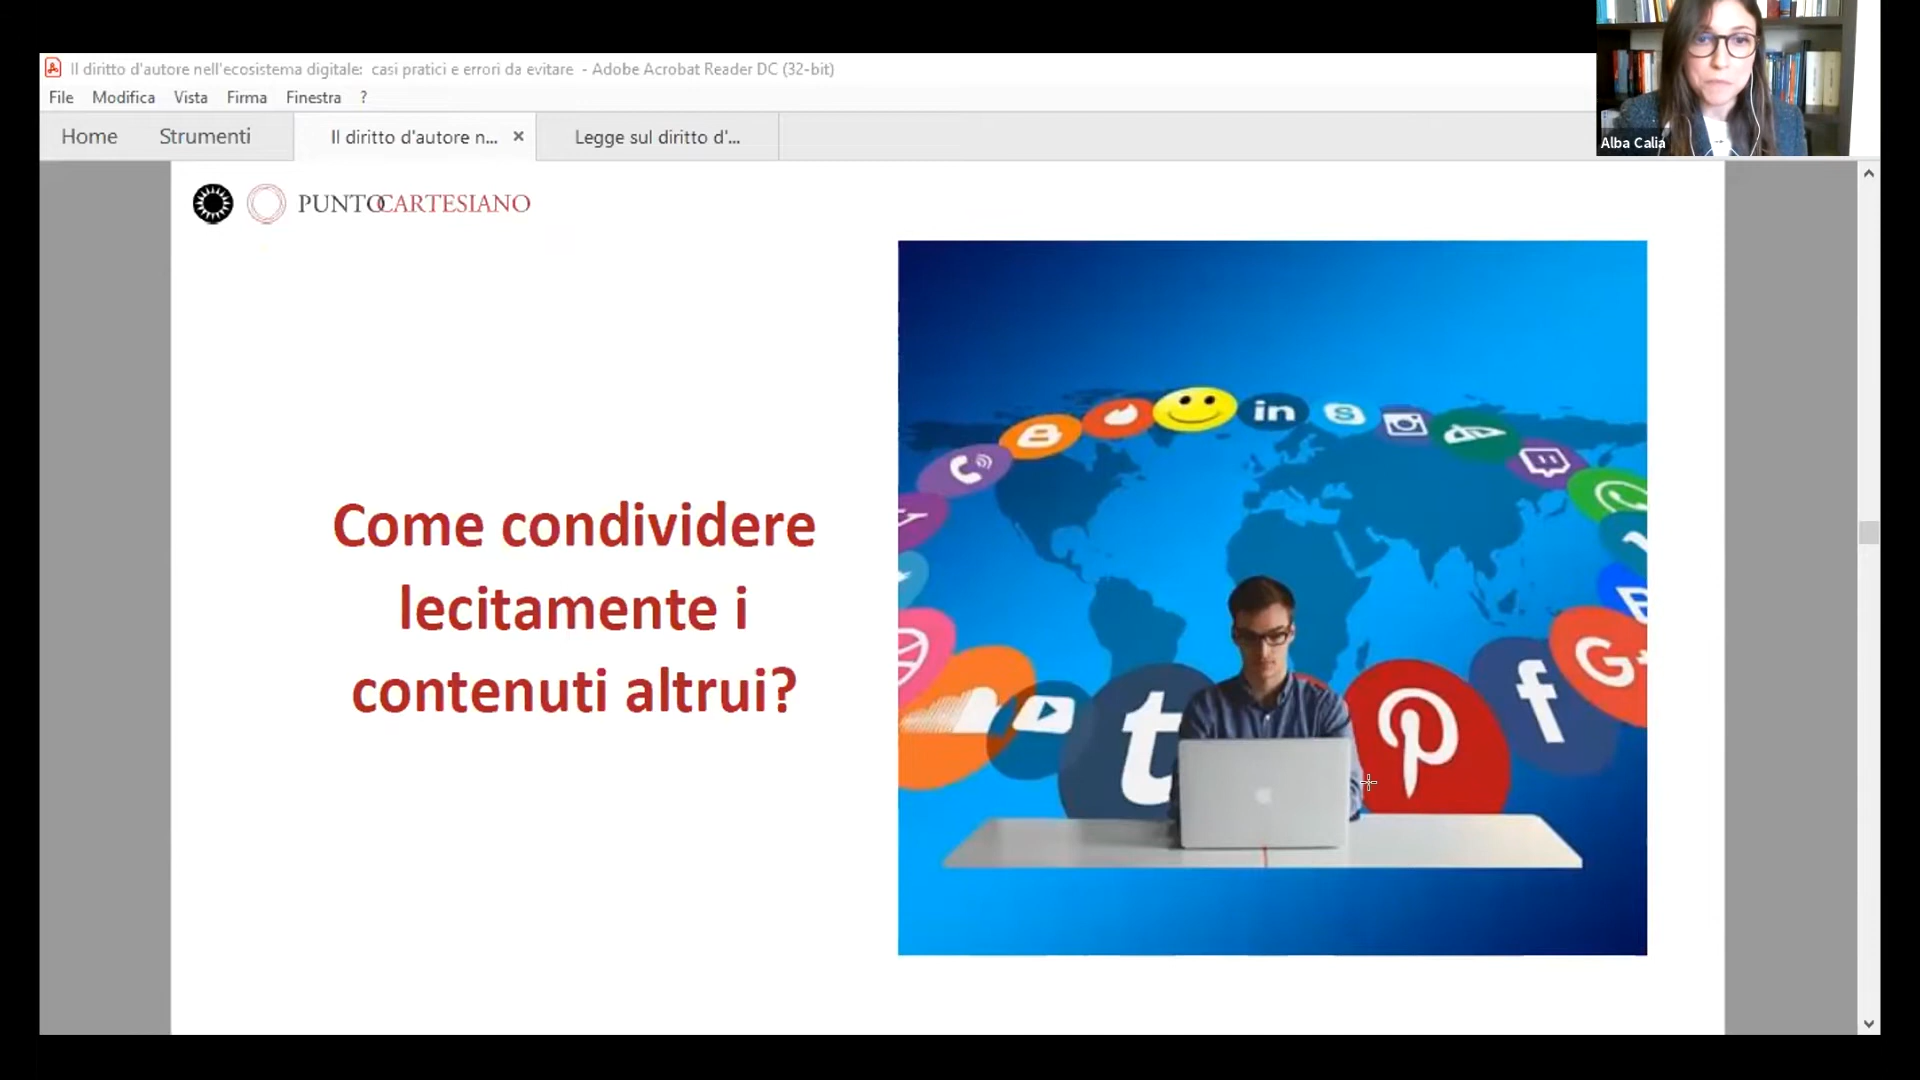 Il diritto d'autore nell'ecosistema digitale: casi pratici e errori da evitare - Adobe Acrobat Reader DC (32-bit)
File Modifica Vista Firma Finestra ?
Home Strumenti Il diritto d'autore n... × Legge sul diritto d'...
Alba Calia
PUNTOCARTESIANO
Come condividere
lecitamente i
contenuti altrui?
in
S
t
f
G+